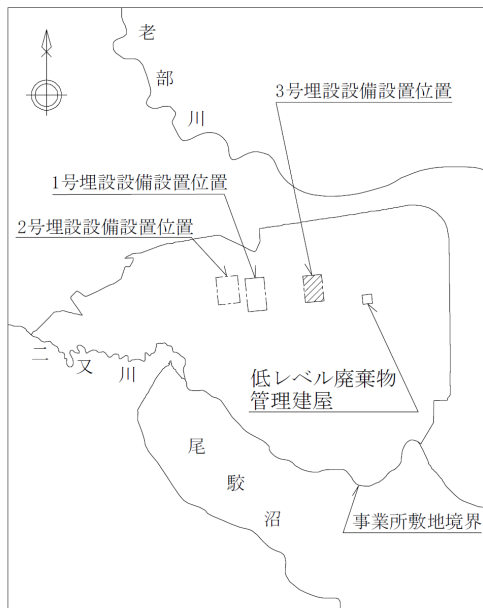 老部川
3号埋設設備設置位置
1号埋設設備設置位置
2号埋設設備設置位置
二又川
低レベル廃棄物
管理建屋
尾駮沼
事業所敷地境界